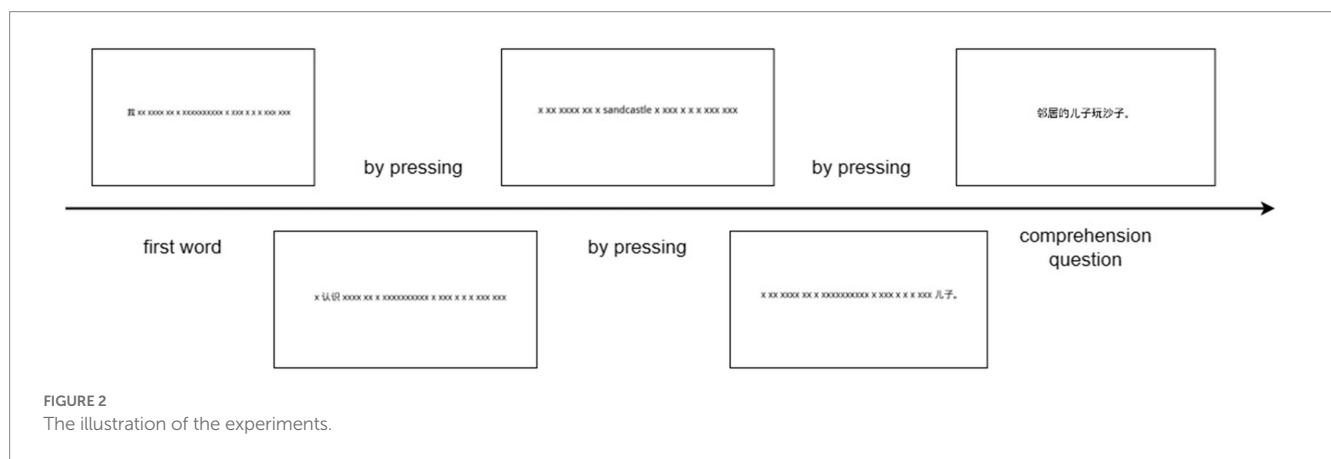 我 xx xxxx xx x xxxxxxxxxx x xxx x x x xxx xxx
x xx xxxx xx x sandcastle x xxx x x x xxx xxx
邻居的儿子玩沙子。
by pressing
by pressing
first word
by pressing
comprehension
question
x 认识 xxxx xx x xxxxxxxxxx x xxx x x x xxx xxx
x xx xxxx xx x xxxxxxxxxx x xxx x x x xxx 儿子。
FIGURE 2
The illustration of the experiments.